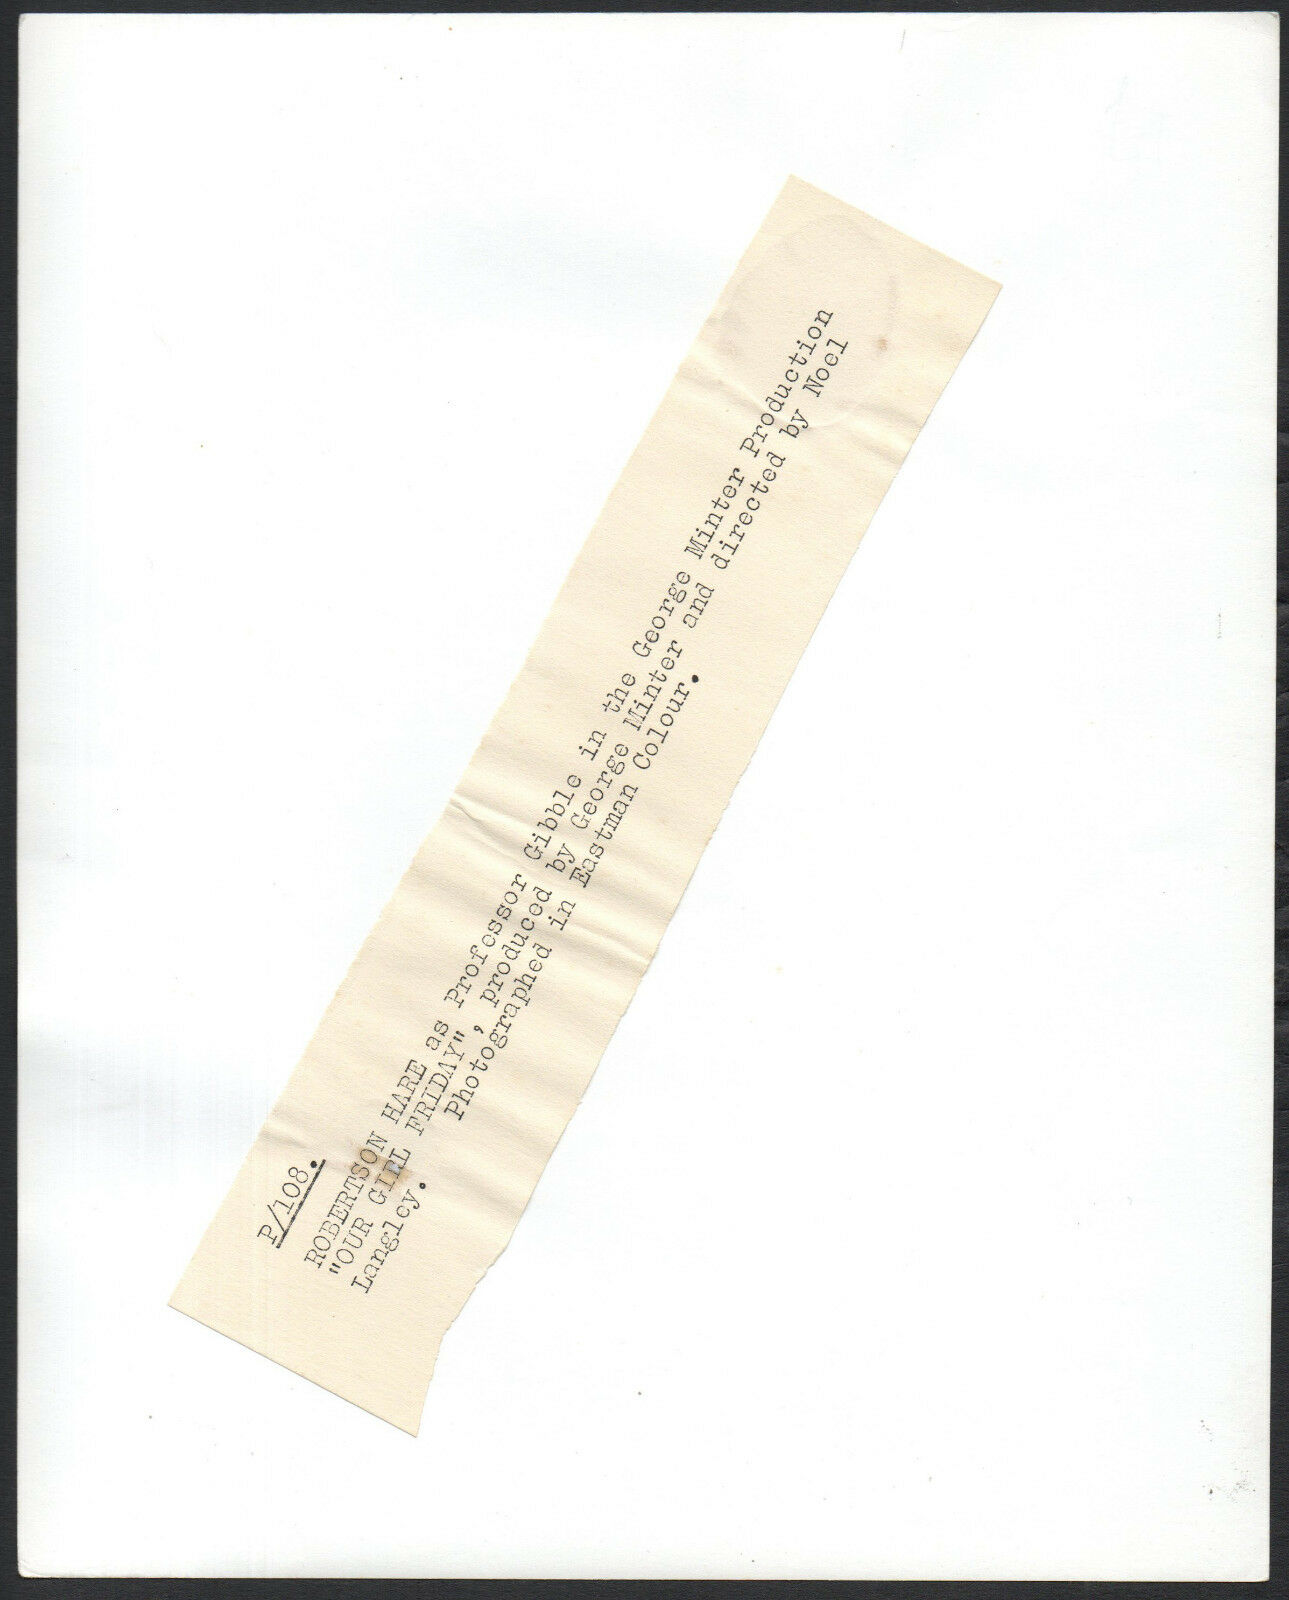 P/108.
ROBERTSON HARE as Professor Gibble in the George Minter Production
"OUR GIRL FRIDAY", produced by George Minter and directed by Noel
Langley.
Photographed in Eastman Colour.